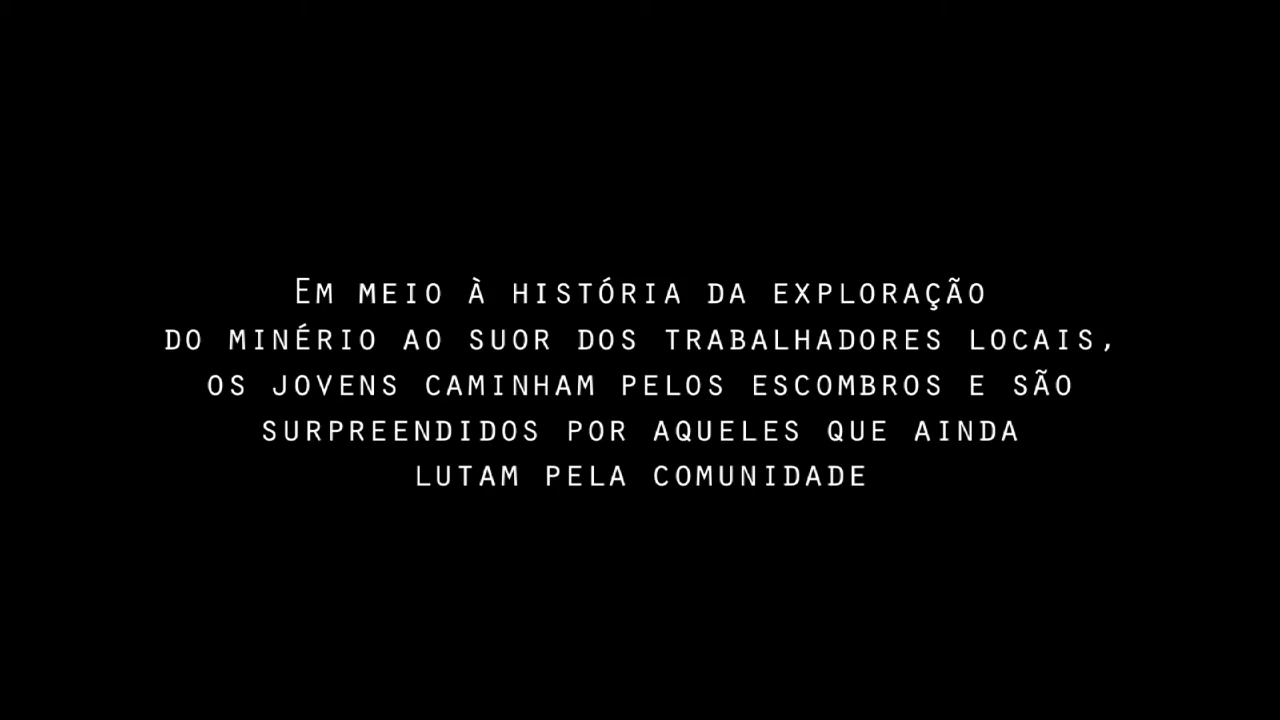 Em meio à história da exploração
do minério ao suor dos trabalhadores locais,
os jovens caminham pelos escombros e são
surpreendidos por aqueles que ainda
lutam pela comunidade